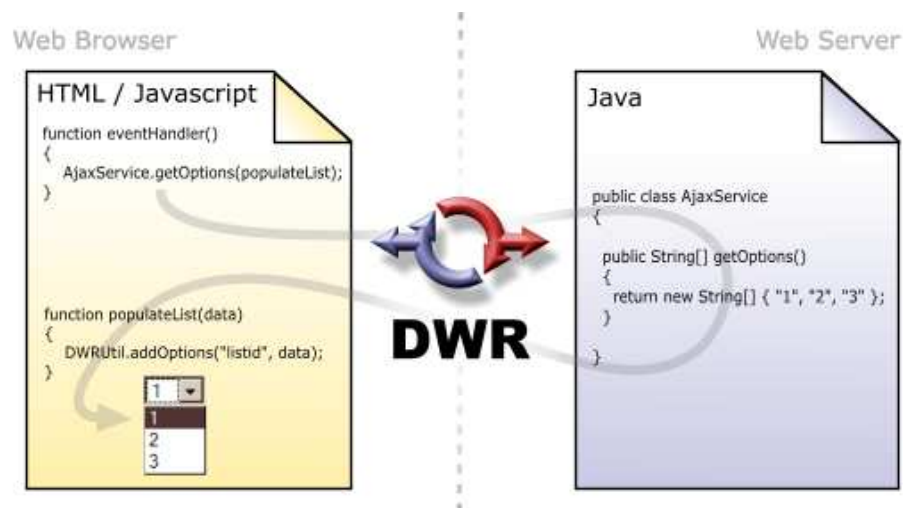 Web Browser
Web Server
HTML / Javascript
function eventHandler()
{
AjaxService.getOptions(populateList);
}
function populateList(data)
{
DWRUtil.addOptions("listid", data);
}
1
1
2
3
DWR
Java
public class AjaxService
{
public String[] getOptions()
{
return new String[] { "1", "2", "3" };
}
}